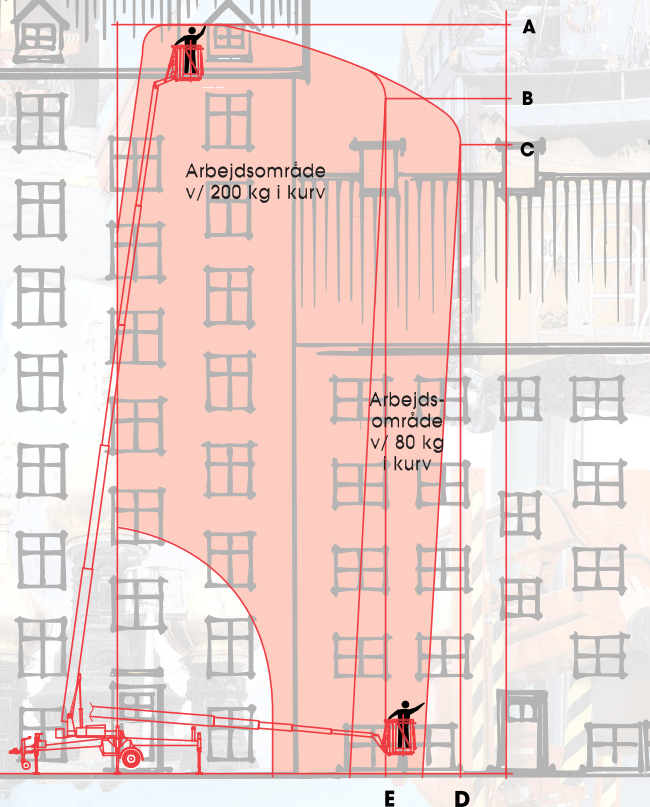 A
B
C
Arbejdsområde
v/ 200 kg i kurv
Arbejds-
område
v/ 80 kg
i kurv
E
D